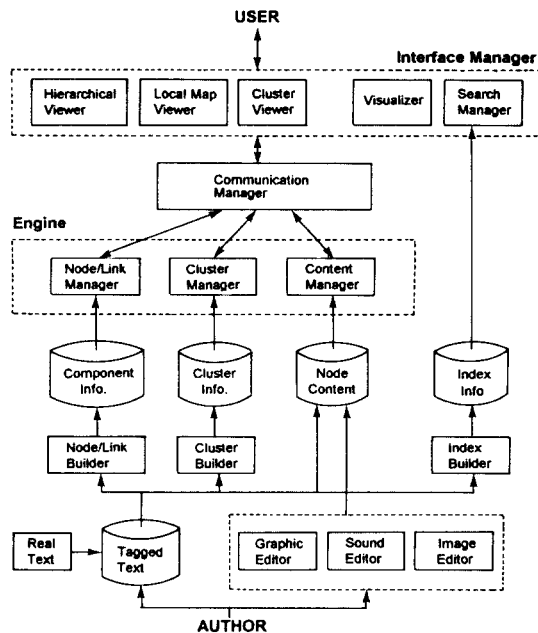 USER
Interface Manager
Hierarchical
Viewer
Local Map
Viewer
Cluster
Viewer
Visualizer
Search
Manager
Communication
Manager
Engine
Node/Link
Manager
Cluster
Manager
Content
Manager
Component
Info.
Cluster
Info.
Node
Content
Index
Info
Node/Link
Builder
Cluster
Builder
Index
Builder
Real
Text
Tagged
Text
Graphic
Editor
Sound
Editor
Image
Editor
AUTHOR